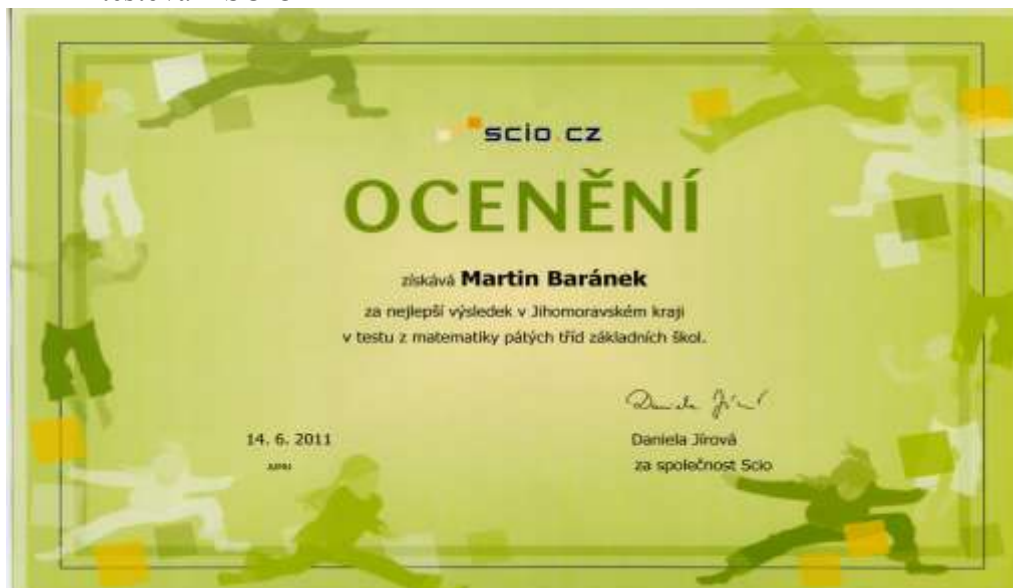 scio.cz
OCENĚNÍ
získává Martin Baránek
za nejlepší výsledek v Jihomoravském kraji
v testu z matematiky pátých tříd základních škol.
14. 6. 2011
Daniela Jírová
za společnost Scio